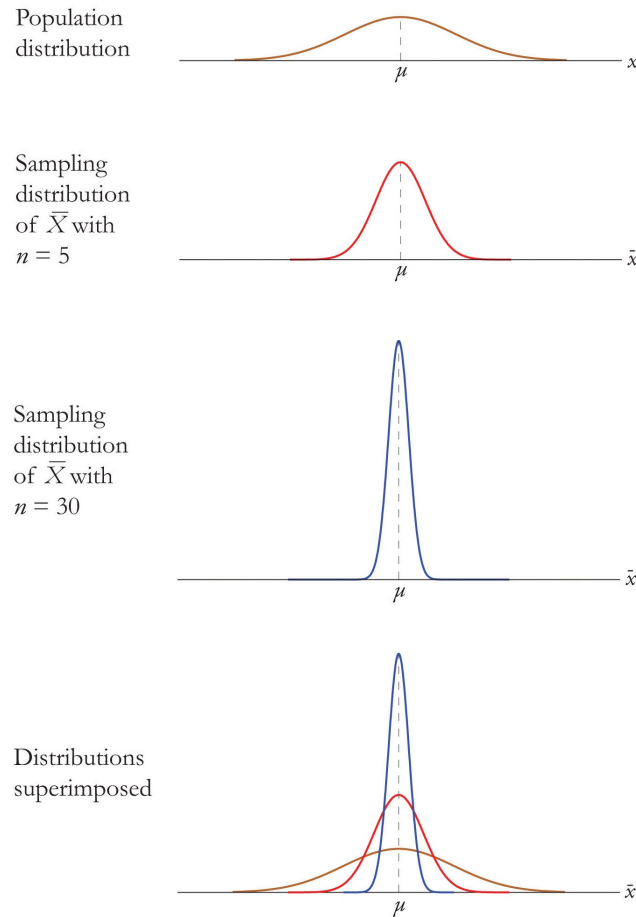 Population
distribution
x
μ
Sampling
distribution
of X̅ with
n = 5
x̄
μ
Sampling
distribution
of X̅ with
n = 30
x̄
μ
Distributions
superimposed
x̄
μ